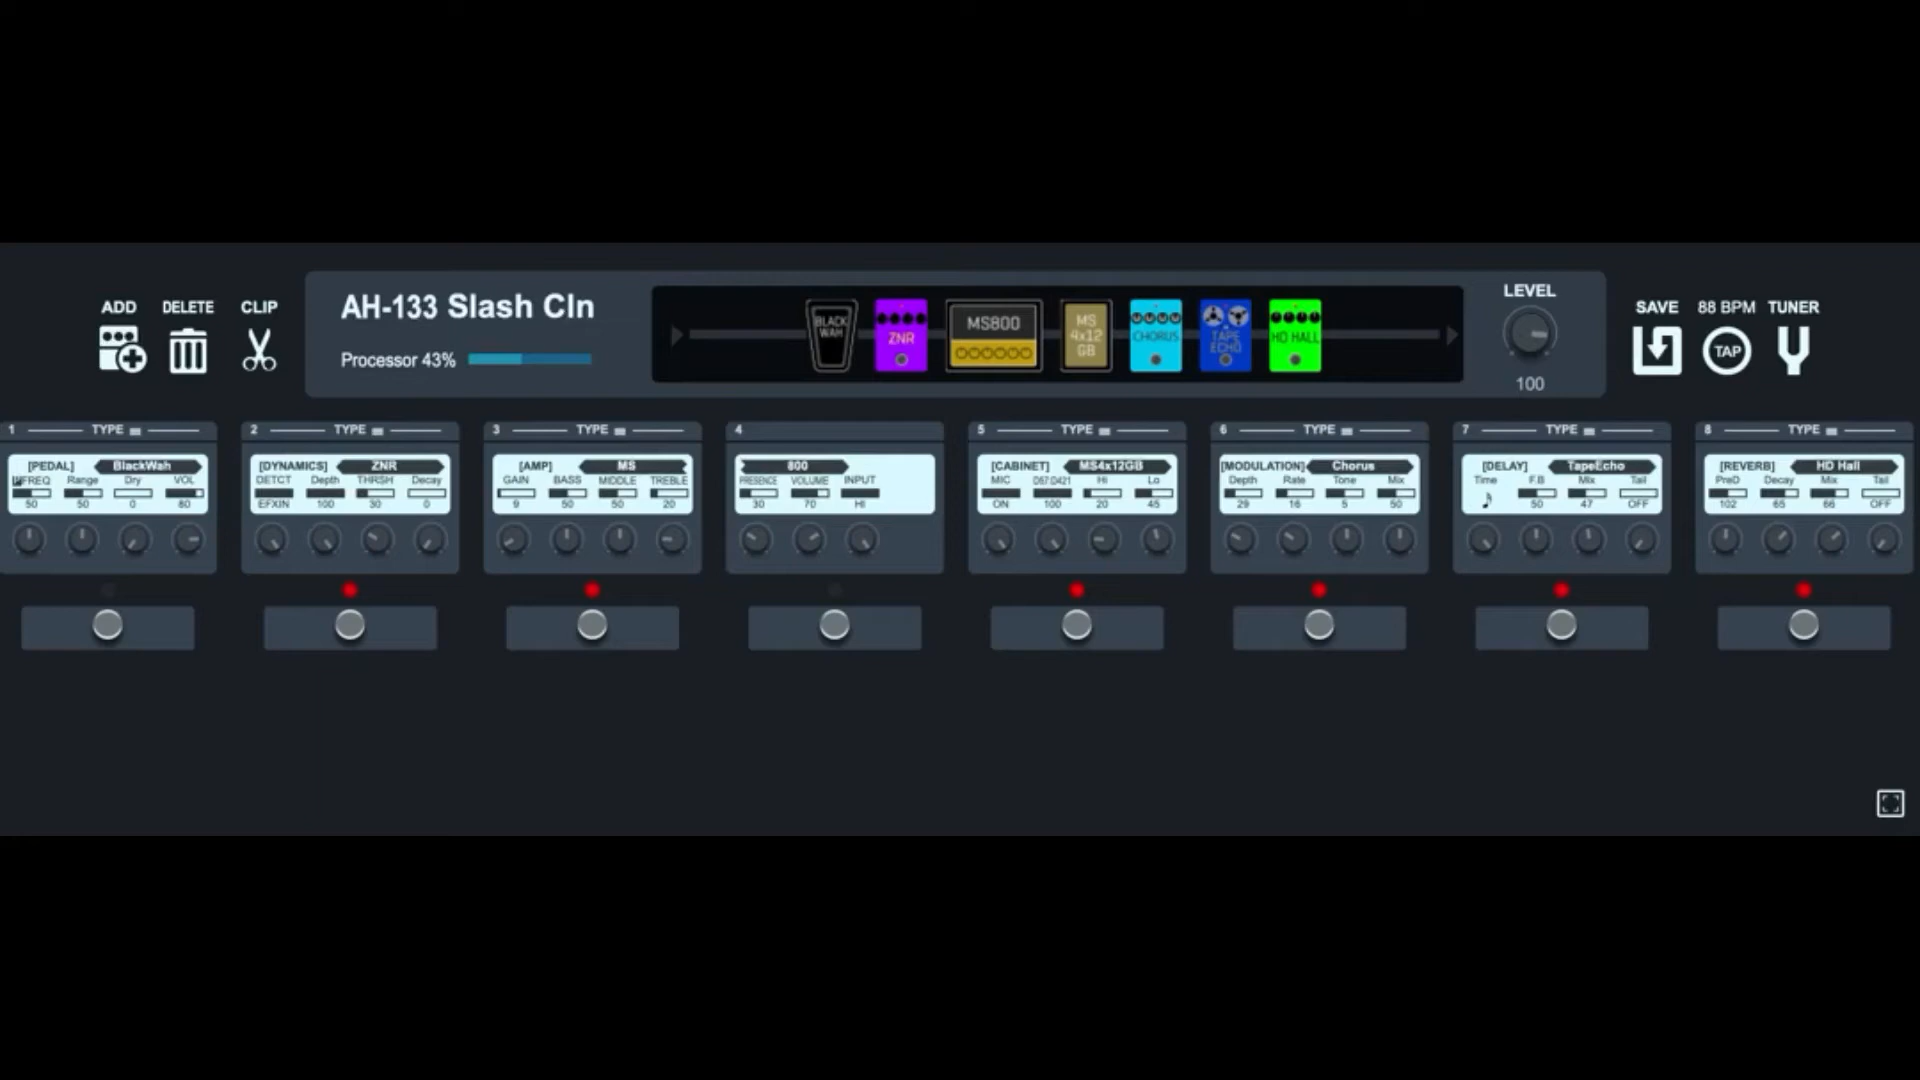 ADD DELETE CLIP
AH-133 Slash Cln
Processor 43%
BLACK WAH
ZNR
MS800
MS 4x12 GB
CHORUS
TAPE ECHO
HD HALL
LEVEL
100
SAVE 88 BPM TUNER
TAP
1 TYPE
[PEDAL] BlackWah
FREQ Range Dry VOL
50 50 0 80
2 TYPE
[DYNAMICS] ZNR
DETCT Depth THRSH Decay
EFXIN 100 30 0
3 TYPE
[AMP] MS
GAIN BASS MIDDLE TREBLE
9 50 50 20
4
800
PRESENCE VOLUME INPUT
30 70 HI
5 TYPE
[CABINET] MS4x12GB
MIC D57:D421 Hi Lo
ON 100 20 45
6 TYPE
[MODULATION] Chorus
Depth Rate Tone Mix
29 16 5 50
7 TYPE
[DELAY] TapeEcho
Time F.B Mix Tail
♪ 50 47 OFF
8 TYPE
[REVERB] HD Hall
PreD Decay Mix Tail
102 65 66 OFF